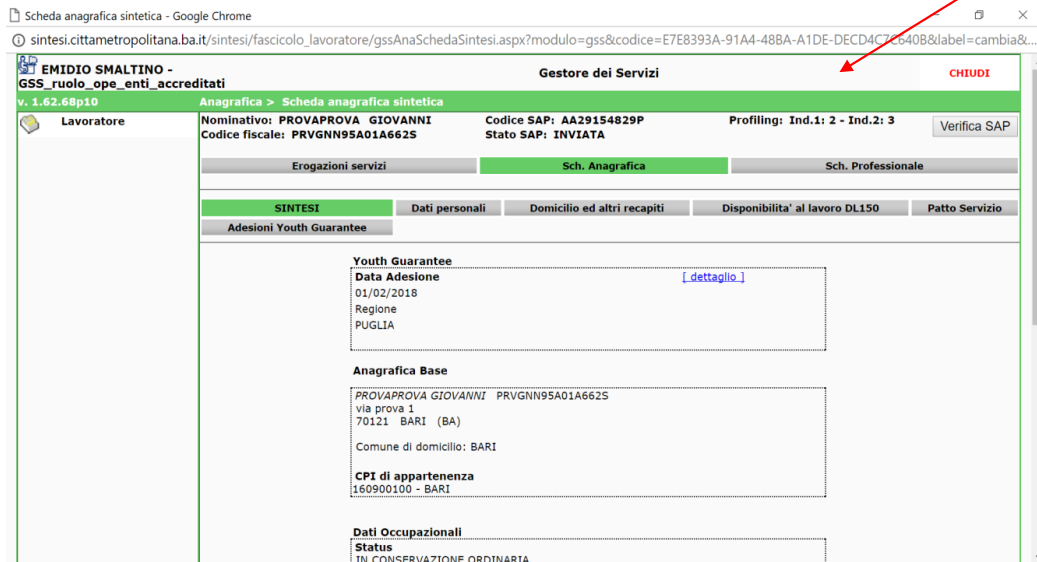 Scheda anagrafica sintetica - Google Chrome
sintesi.cittametropolitana.ba.it/sintesi/fascicolo_lavoratore/gssAnaSchedaSintesi.aspx?modulo=gss&codice=E7E8393A-91A4-48BA-A1DE-DECD4C7C640B&label=cambia&...
EMIDIO SMALTINO -
GSS_ruolo_ope_enti_accreditati
Gestore dei Servizi
CHIUDI
v. 1.62.68p10
Anagrafica > Scheda anagrafica sintetica
Lavoratore
Nominativo: PROVAPROVA GIOVANNI Codice SAP: AA29154829P Profiling: Ind.1: 2 - Ind.2: 3
Codice fiscale: PRVGNN95A01A662S Stato SAP: INVIATA
Verifica SAP
Erogazioni servizi Sch. Anagrafica Sch. Professionale
SINTESI Dati personali Domicilio ed altri recapiti Disponibilita' al lavoro DL150 Patto Servizio
Adesioni Youth Guarantee
Youth Guarantee
Data Adesione [ dettaglio ]
01/02/2018
Regione
PUGLIA
Anagrafica Base
PROVAPROVA GIOVANNI PRVGNN95A01A662S
via prova 1
70121 BARI (BA)
Comune di domicilio: BARI
CPI di appartenenza
160900100 - BARI
Dati Occupazionali
Status
IN CONSERVAZIONE ORDINARIA